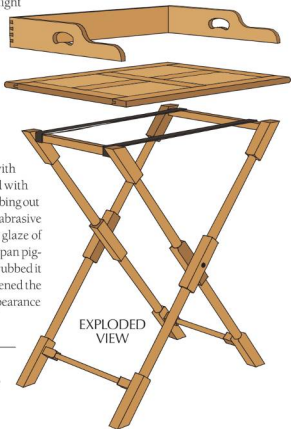 ight
with
d with
bing out
abrasive
glaze of
pan pig-
ubbed it
ened the
pearance
EXPLODED
VIEW